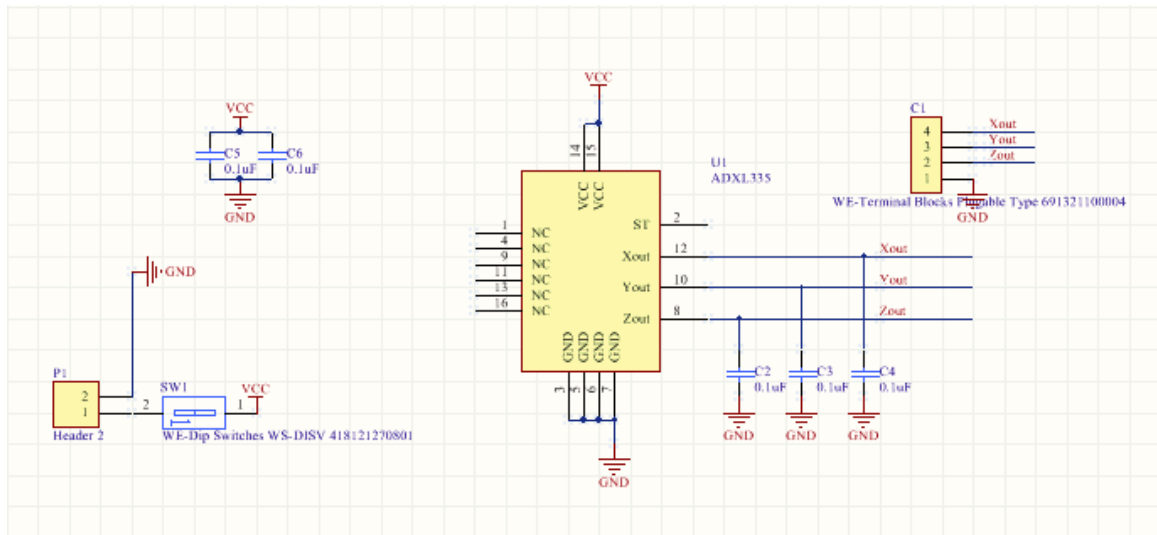 VCC
C5
0.1uF
C6
0.1uF
GND
GND
P1
2
1
Header 2
SW1
2
1
VCC
WE-Dip Switches WS-DISV 418121270801
VCC
14
15
VCC
VCC
U1
ADXL335
1
NC
4
NC
9
NC
11
NC
13
NC
16
NC
ST
2
Xout
12
Xout
Yout
10
Yout
Zout
8
Zout
GND
GND
GND
GND
3
5
6
7
GND
C2
0.1uF
GND
C3
0.1uF
GND
C4
0.1uF
GND
C1
4
Xout
3
Yout
2
Zout
1
WE-Terminal Blocks Plugable Type 691321100004
GND